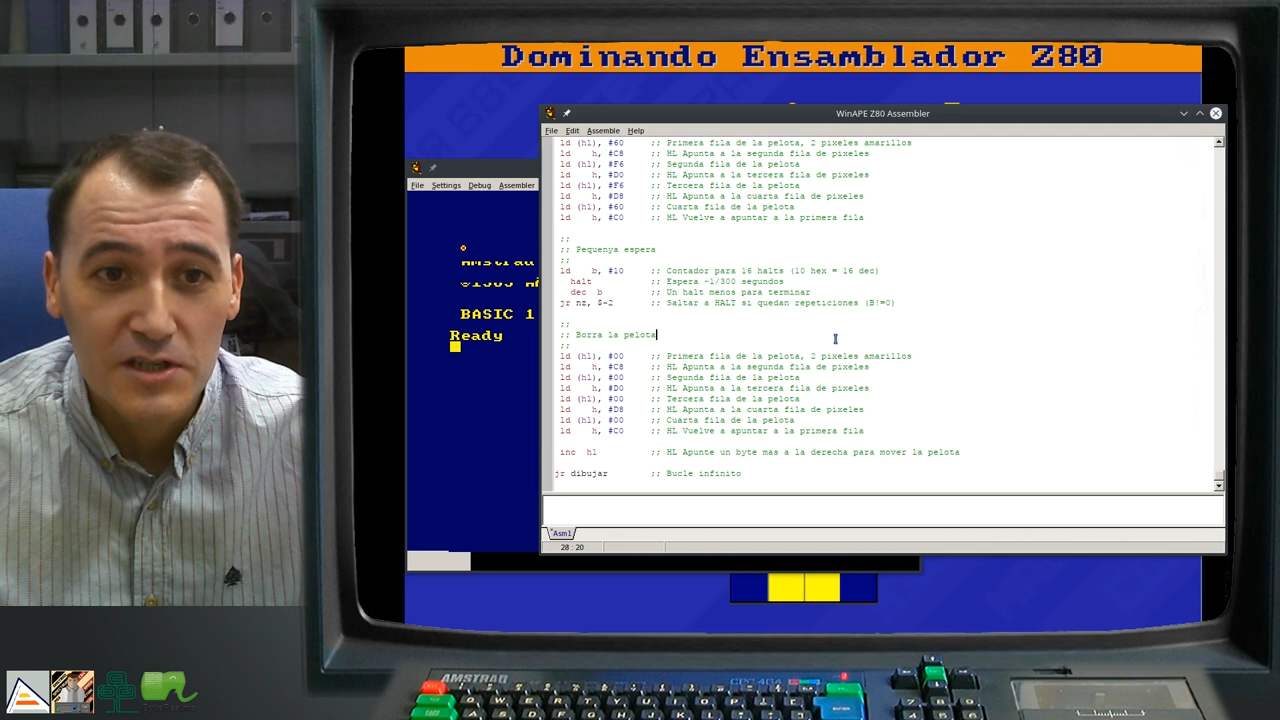 Dominando Ensamblador Z80
WinAPE Z80 Assembler
File Edit Assemble Help
ld (hl), #60 ;; Primera fila de la pelota, 2 pixeles amarillos
ld h, #C8 ;; HL Apunta a la segunda fila de pixeles
ld (hl), #F6 ;; Segunda fila de la pelota
ld h, #D0 ;; HL Apunta a la tercera fila de pixeles
ld (hl), #F6 ;; Tercera fila de la pelota
ld h, #D8 ;; HL Apunta a la cuarta fila de pixeles
ld (hl), #60 ;; Cuarta fila de la pelota
ld h, #C0 ;; HL Vuelve a apuntar a la primera fila
;;
;; Pequenya espera
;;
ld b, #10 ;; Contador para 16 halts (10 hex = 16 dec)
halt ;; Espera ~1/300 segundos
dec b ;; Un halt menos para terminar
jr nz, $-2 ;; Saltar a HALT si quedan repeticiones (B!=0)
;;
;; Borra la pelota
;;
ld (hl), #00 ;; Primera fila de la pelota, 2 pixeles amarillos
ld h, #C8 ;; HL Apunta a la segunda fila de pixeles
ld (hl), #00 ;; Segunda fila de la pelota
ld h, #D0 ;; HL Apunta a la tercera fila de pixeles
ld (hl), #00 ;; Tercera fila de la pelota
ld h, #D8 ;; HL Apunta a la cuarta fila de pixeles
ld (hl), #00 ;; Cuarta fila de la pelota
ld h, #C0 ;; HL Vuelve a apuntar a la primera fila
inc hl ;; HL Apunte un byte mas a la derecha para mover la pelota
jr dibujar ;; Bucle infinito
*Asm1
28 : 20
File Settings Debug Assembler
BASIC 1
Ready
AMSTRAD